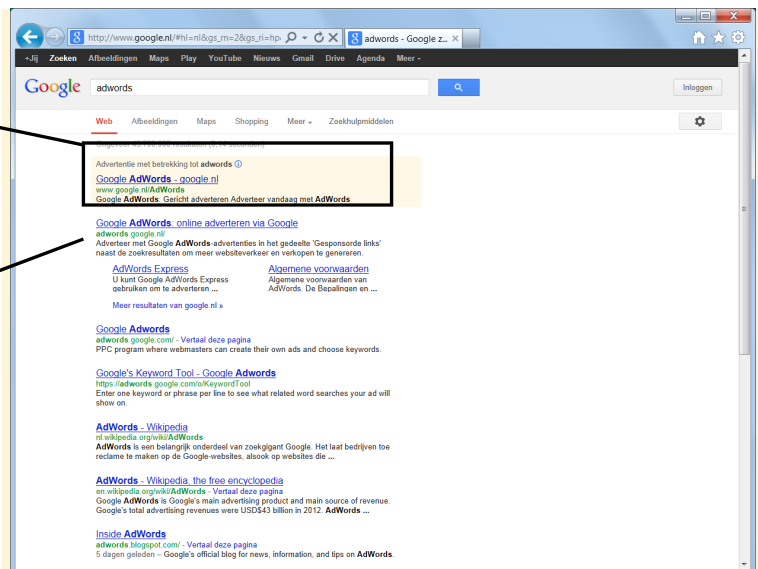 http://www.google.nl/#hl=nl&gs_rn=2&gs_ri=hp
adwords - Google z...
+Jij Zoeken Afbeeldingen Maps Play YouTube Nieuws Gmail Drive Agenda Meer
Google adwords Inloggen
Web Afbeeldingen Maps Shopping Meer Zoekhulpmiddelen
Advertentie met betrekking tot adwords
Google AdWords - google.nl
www.google.nl/AdWords
Google AdWords: Gericht adverteren Adverteer vandaag met AdWords
Google AdWords: online adverteren via Google
adwords.google.nl/
Adverteer met Google AdWords-advertenties in het gedeelte 'Gesponsorde links'
naast de zoekresultaten om meer websiteverkeer en verkopen te genereren.
AdWords Express
U kunt Google AdWords Express
gebruiken om te adverteren ...
Algemene voorwaarden
Algemene voorwaarden van
AdWords. De Bepalingen en ...
Meer resultaten van google.nl »
Google Adwords
adwords.google.com/ - Vertaal deze pagina
PPC program where webmasters can create their own ads and choose keywords.
Google's Keyword Tool - Google Adwords
https://adwords.google.com/o/KeywordTool
Enter one keyword or phrase per line to see what related word searches your ad will
show on.
AdWords - Wikipedia
nl.wikipedia.org/wiki/AdWords
AdWords is een belangrijk onderdeel van zoekgigant Google. Het laat bedrijven toe
reclame te maken op de Google-websites, alsook op websites die ...
AdWords - Wikipedia, the free encyclopedia
en.wikipedia.org/wiki/AdWords - Vertaal deze pagina
Google AdWords is Google's main advertising product and main source of revenue.
Google's total advertising revenues were USD$43 billion in 2012. AdWords ...
Inside AdWords
adwords.blogspot.com/ - Vertaal deze pagina
5 dagen geleden – Google's official blog for news, information, and tips on AdWords.